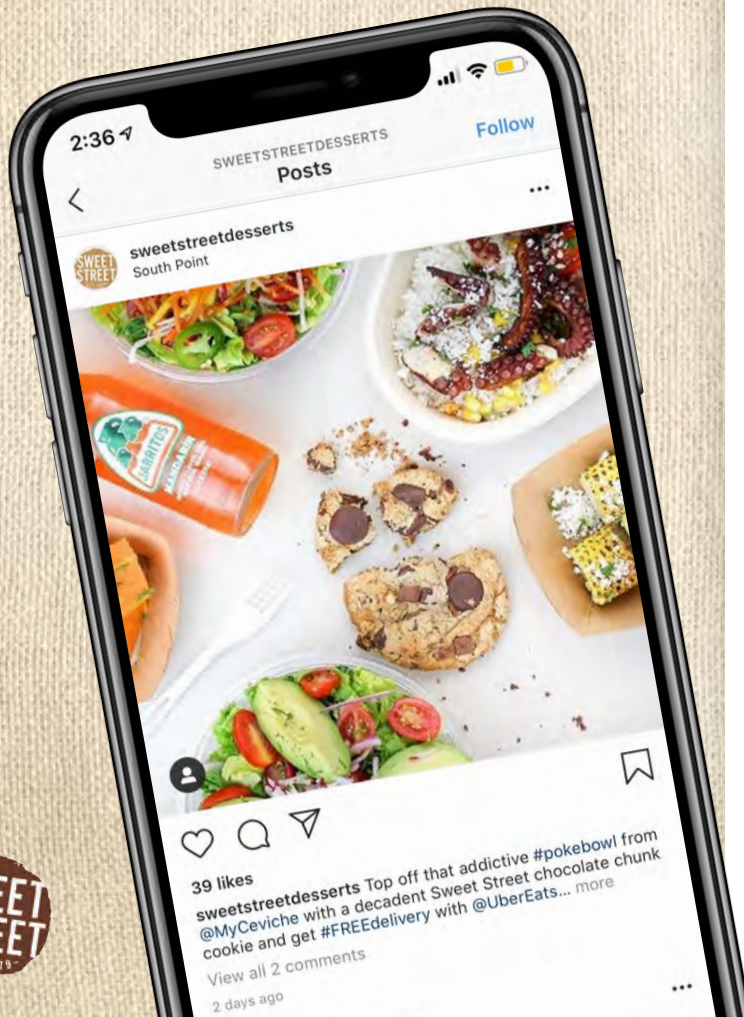 2:36
SWEETSTREETDESSERTS
Posts
Follow
sweetstreetdesserts
South Point
SWEET
STREET
JARRITOS
MANDARIN
39 likes
sweetstreetdesserts Top off that addictive #pokebowl from
@MyCeviche with a decadent Sweet Street chocolate chunk
cookie and get #FREEdelivery with @UberEats... more
View all 2 comments
2 days ago